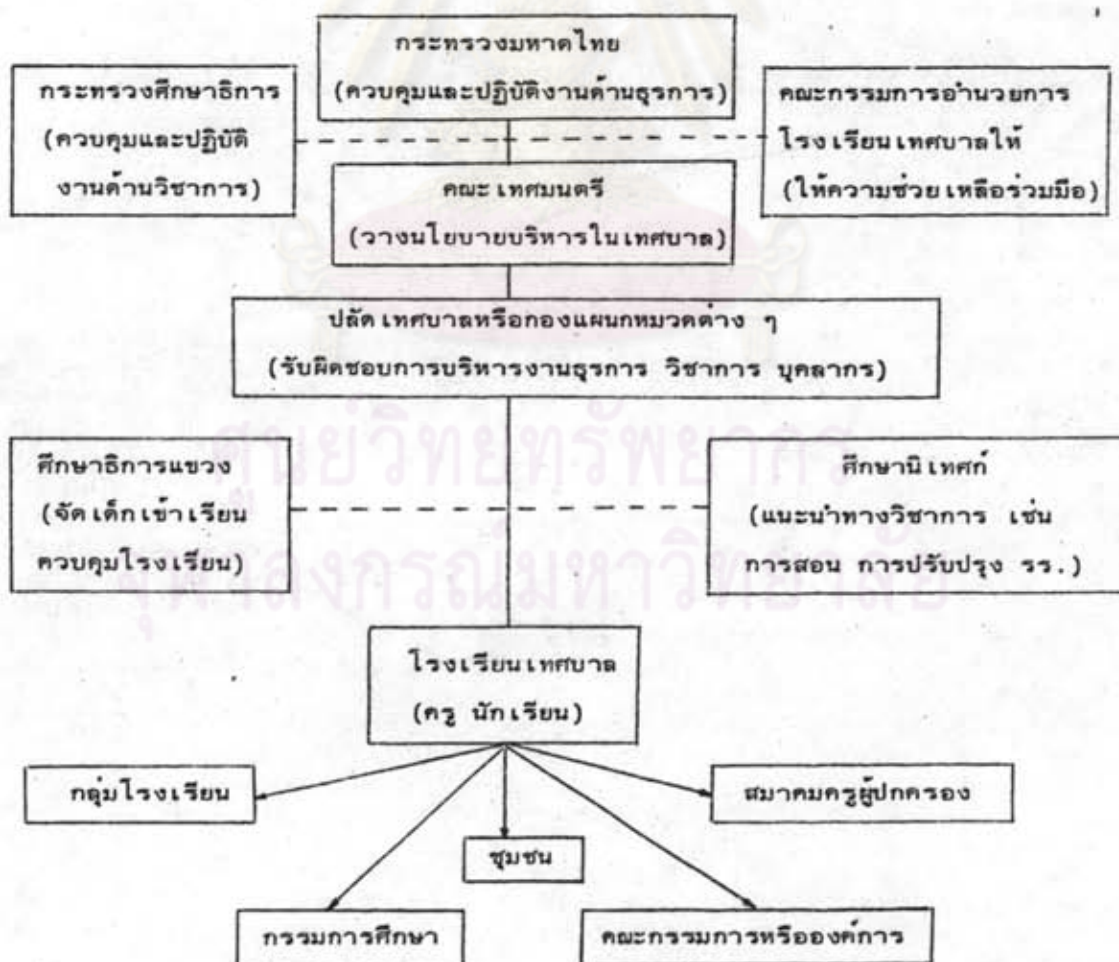 กระทรวงมหาดไทย
(ควบคุมและปฏิบัติงานด้านธุรการ)
กระทรวงศึกษาธิการ
(ควบคุมและปฏิบัติ
งานด้านวิชาการ)
คณะกรรมการอำนวยการ
โรงเรียนเทศบาลให้
(ให้ความช่วยเหลือร่วมมือ)
คณะเทศมนตรี
(วางนโยบายบริหารในเทศบาล)
ปลัดเทศบาลหรือกองแผนกหมวดต่าง ๆ
(รับผิดชอบการบริหารงานธุรการ วิชาการ บุคลากร)
ศูนย์วิทยทรัพยากร
จุฬาลงกรณ์มหาวิทยาลัย
ศึกษาธิการแขวง
(จัดเด็กเข้าเรียน
ควบคุมโรงเรียน)
ศึกษานิเทศก์
(แนะนำทางวิชาการ เช่น
การสอน การปรับปรุง รร.)
โรงเรียนเทศบาล
(ครู นักเรียน)
กลุ่มโรงเรียน
สมาคมครูผู้ปกครอง
ชุมชน
กรรมการศึกษา
คณะกรรมการหรือองค์การ